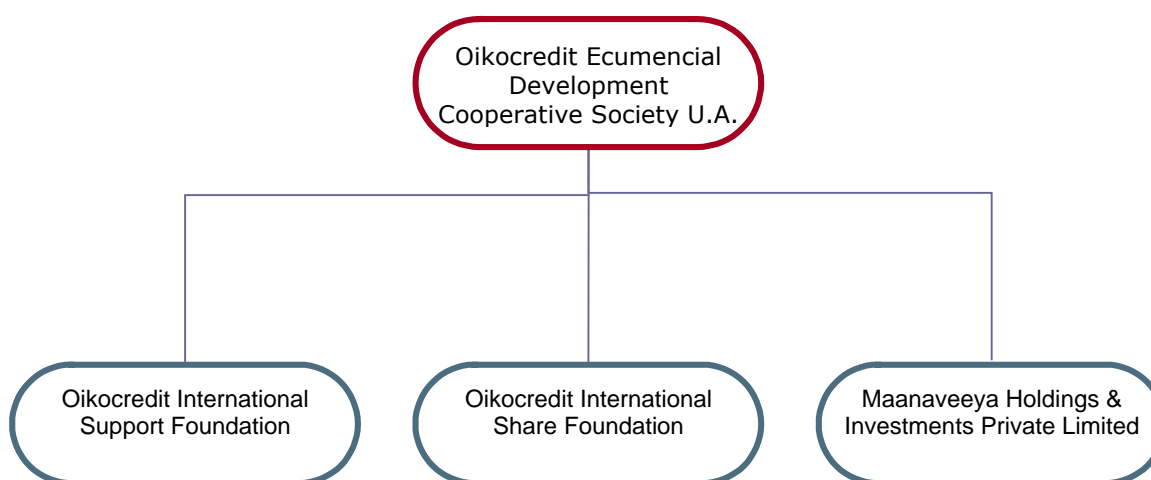 Oikocredit Ecumencial
Development
Cooperative Society U.A.
Oikocredit International
Support Foundation
Oikocredit International
Share Foundation
Maanaveeya Holdings &
Investments Private Limited